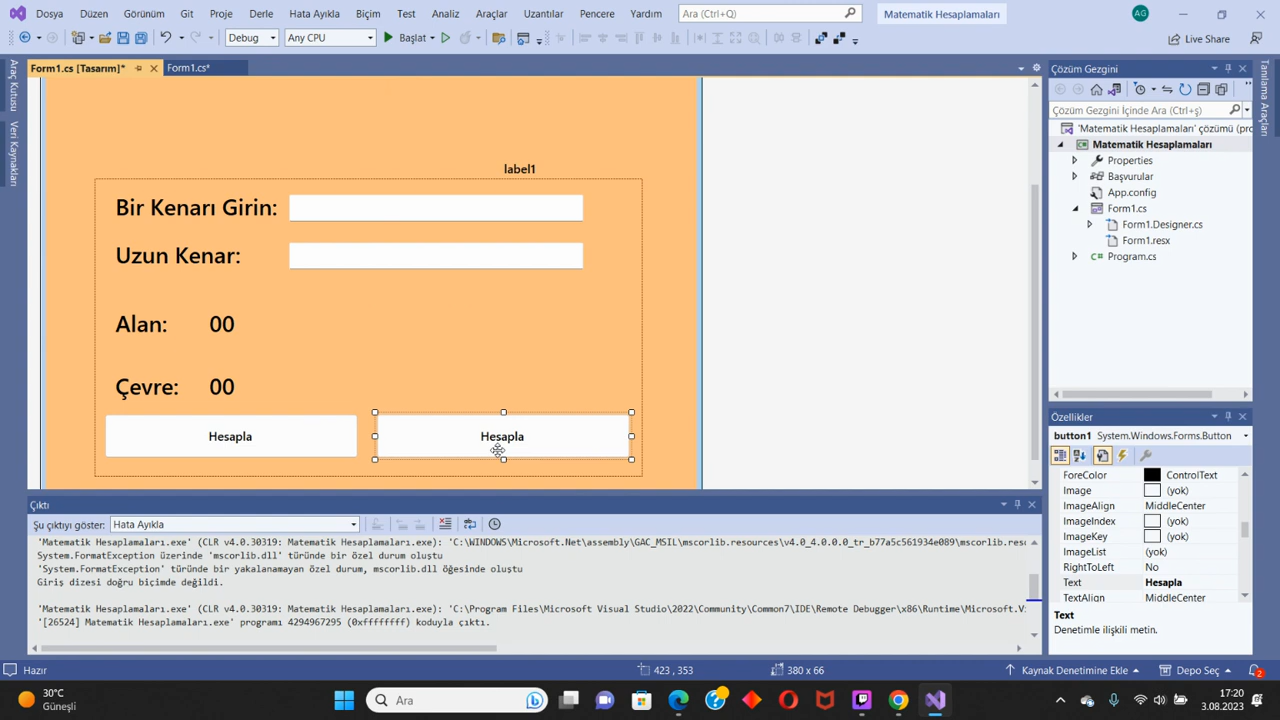 Dosya Düzen Görünüm Git Proje Derle Hata Ayıkla Biçim Test Analiz Araçlar Uzantılar Pencere Yardım Ara (Ctrl+Q) Matematik Hesaplamaları AG
Debug Any CPU Başlat Live Share
Form1.cs [Tasarım]* Form1.cs*
Araç Kutusu
Veri Kaynakları
label1
Bir Kenarı Girin:
Uzun Kenar:
Alan: 00
Çevre: 00
Hesapla Hesapla
Çözüm Gezgini
Çözüm Gezgini İçinde Ara (Ctrl+ş)
'Matematik Hesaplamaları' çözümü (pro
Matematik Hesaplamaları
Properties
Başvurular
App.config
Form1.cs
Form1.Designer.cs
Form1.resx
Program.cs
Tanılama Araçları
Özellikler
button1 System.Windows.Forms.Button
ForeColor ControlText
Image (yok)
ImageAlign MiddleCenter
ImageIndex (yok)
ImageKey (yok)
ImageList (yok)
RightToLeft No
Text Hesapla
TextAlign MiddleCenter
Text
Denetimle ilişkili metin.
Çıktı
Şu çıktıyı göster: Hata Ayıkla
'Matematik Hesaplamaları.exe' (CLR v4.0.30319: Matematik Hesaplamaları.exe): 'C:\WINDOWS\Microsoft.Net\assembly\GAC_MSIL\mscorlib.resources\v4.0_4.0.0.0_tr_b77a5c561934e089\mscorlib.reso
System.FormatException üzerinde 'mscorlib.dll' türünde bir özel durum oluştu
'System.FormatException' türünde bir yakalanamayan özel durum, mscorlib.dll öğesinde oluştu
Giriş dizesi doğru biçimde değildi.
'Matematik Hesaplamaları.exe' (CLR v4.0.30319: Matematik Hesaplamaları.exe): 'C:\Program Files\Microsoft Visual Studio\2022\Community\Common7\IDE\Remote Debugger\x86\Runtime\Microsoft.Vi
'[26524] Matematik Hesaplamaları.exe' programı 4294967295 (0xffffffff) koduyla çıktı.
Hazır 423 , 353 380 x 66 Kaynak Denetimine Ekle Depo Seç 2
30°C
Güneşli
Ara
17:20
3.08.2023